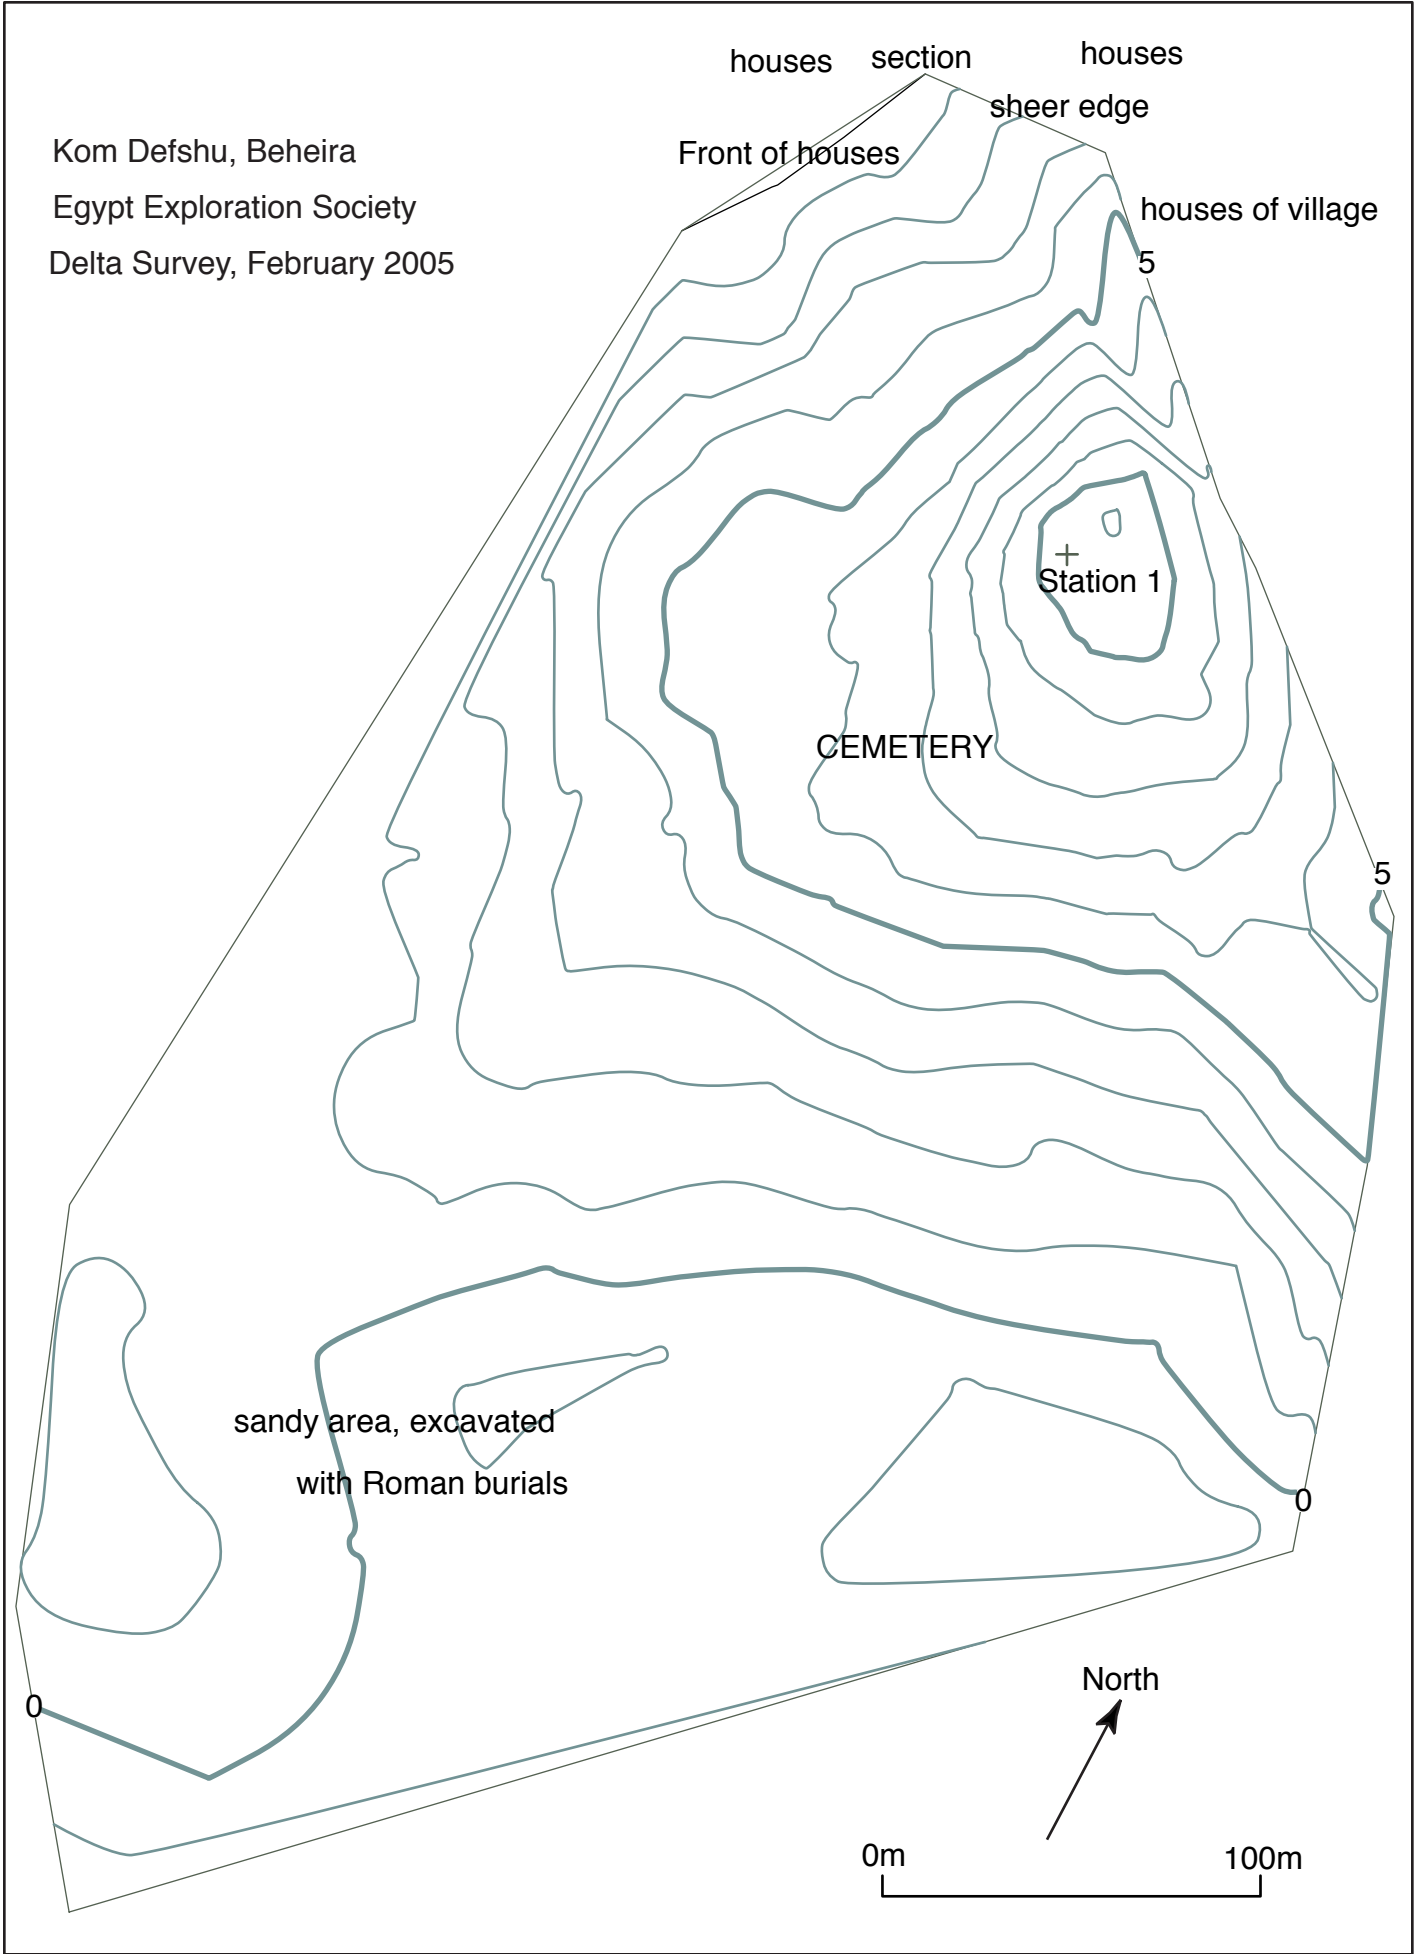 houses section houses
sheer edge
Kom Defshu, Beheira
Front of houses
Egypt Exploration Society
houses of village
Delta Survey, February 2005
5
Station 1
CEMETERY
5
sandy area, excavated
with Roman burials
0
North
0
0m 100m